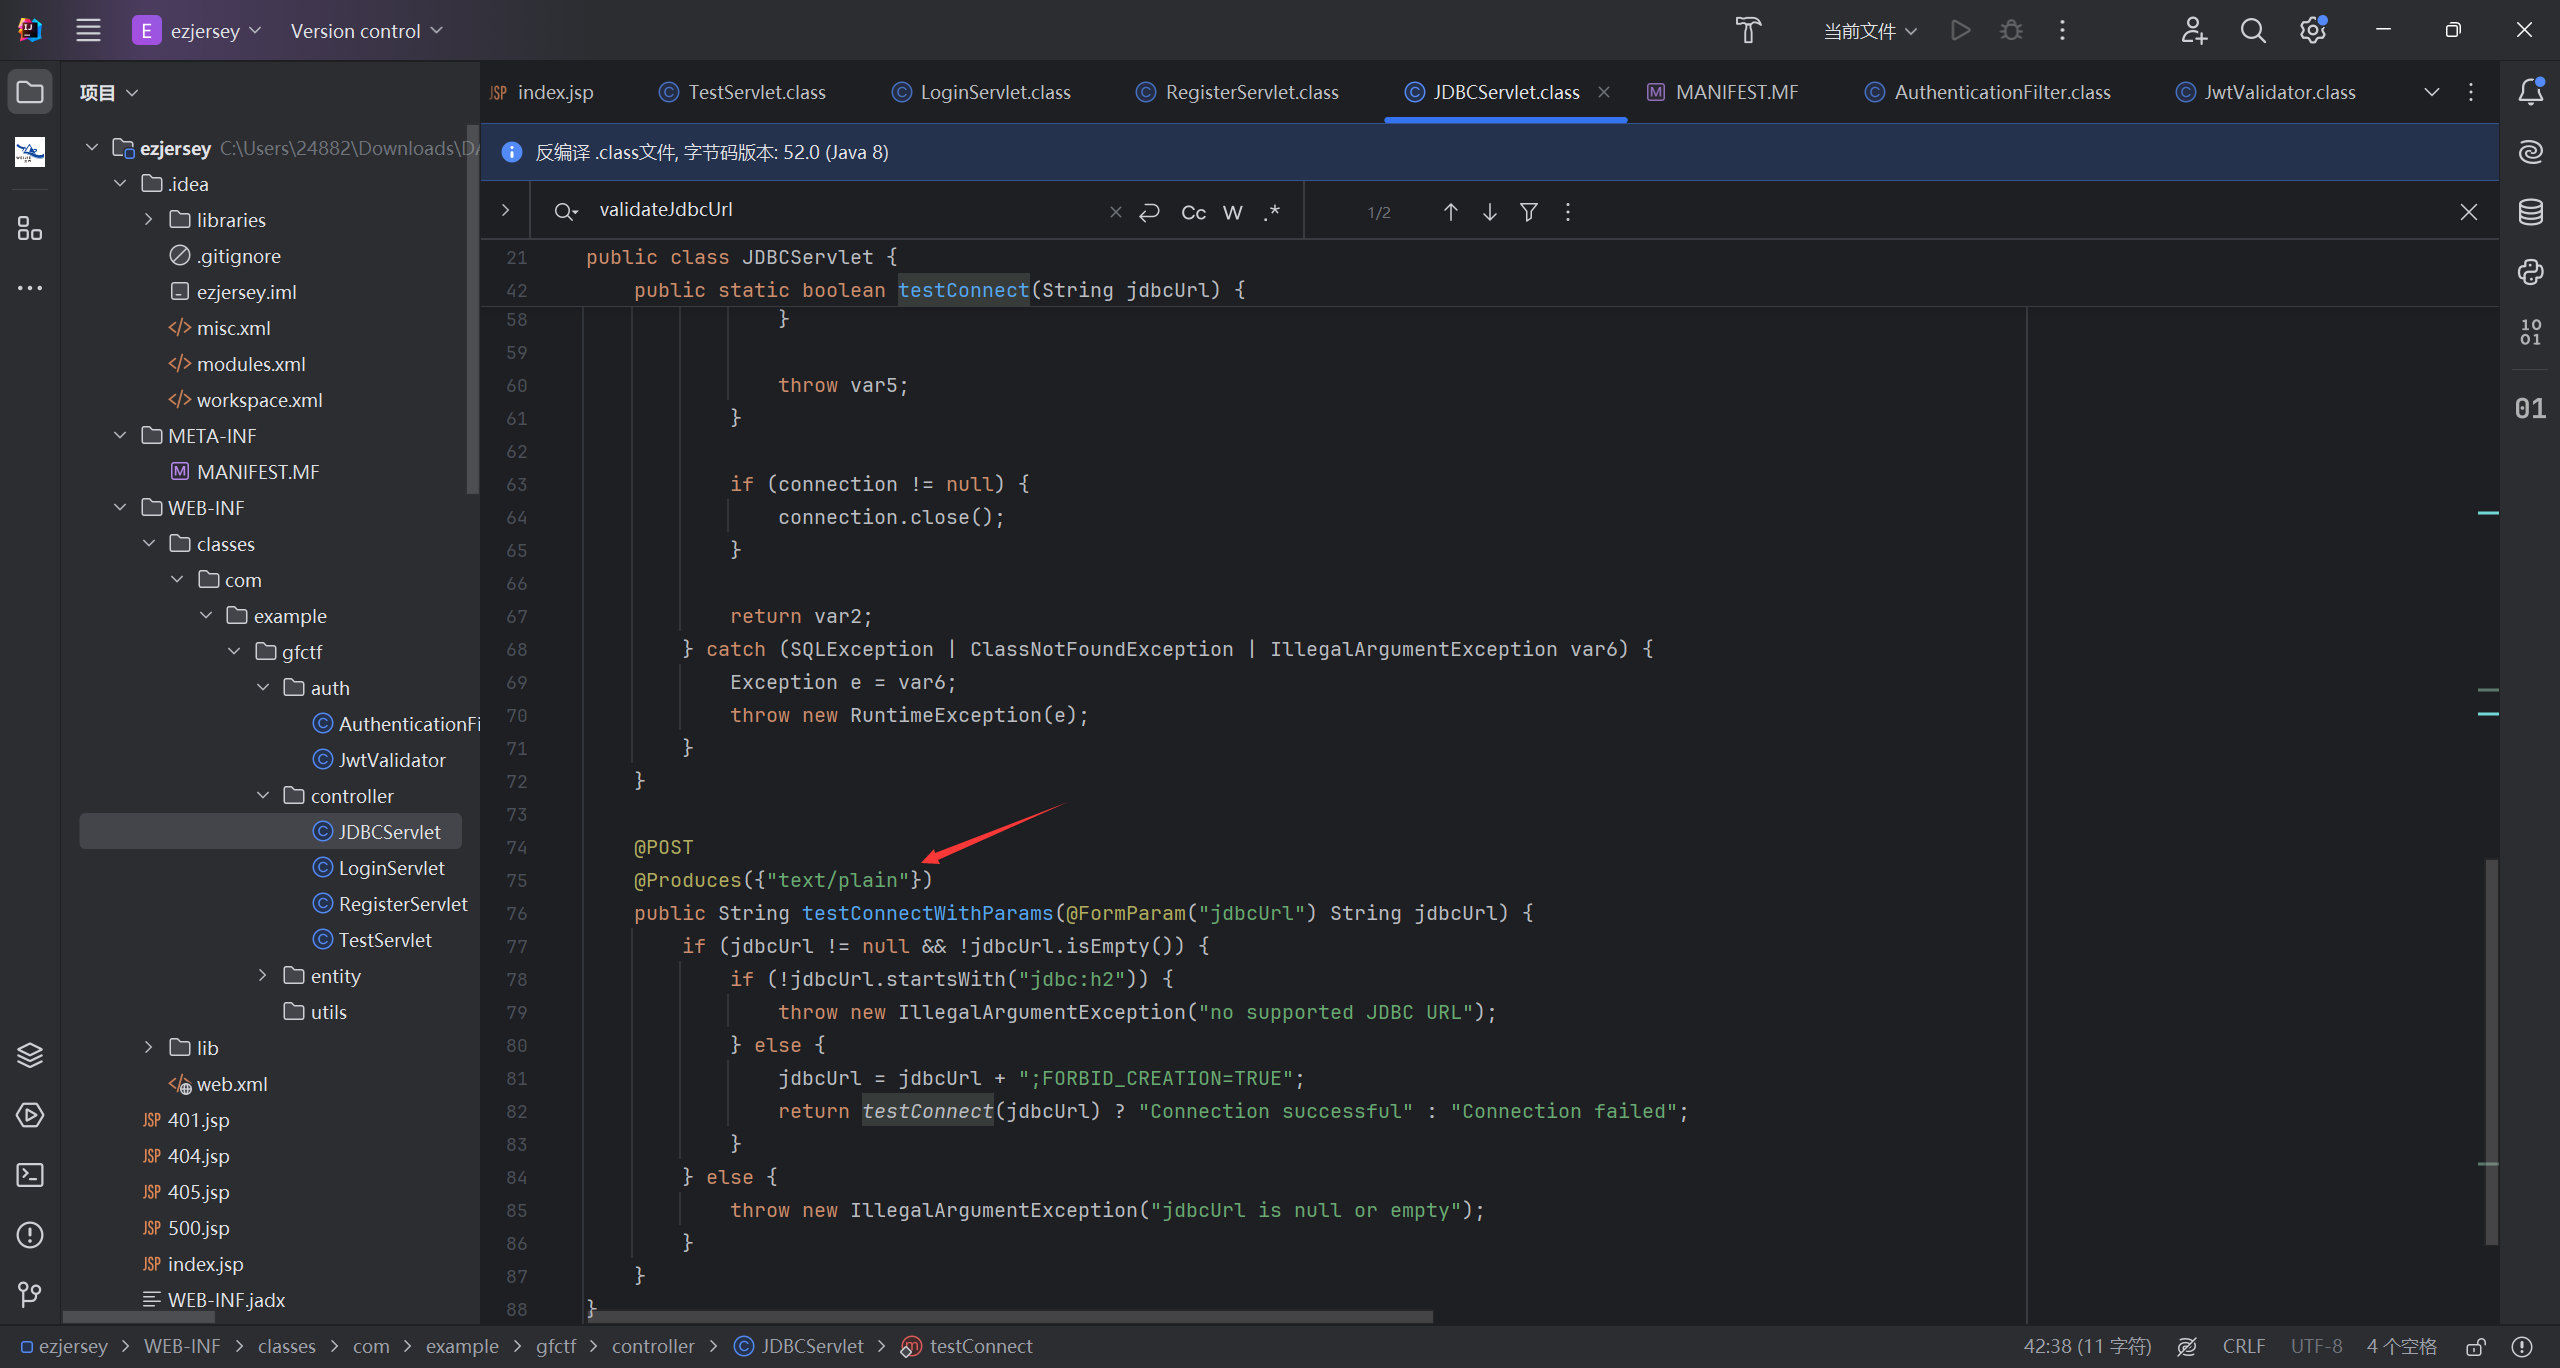 E ezjersey Version control 当前文件
项目
index.jsp TestServlet.class LoginServlet.class RegisterServlet.class JDBCServlet.class MANIFEST.MF AuthenticationFilter.class JwtValidator.class
反编译 .class文件, 字节码版本: 52.0 (Java 8)
validateJdbcUrl Cc W .* 1/2
ezjersey C:\Users\24882\Downloads\DA
.idea
libraries
.gitignore
ezjersey.iml
misc.xml
modules.xml
workspace.xml
META-INF
MANIFEST.MF
WEB-INF
classes
com
example
gfctf
auth
AuthenticationFi
JwtValidator
controller
JDBCServlet
LoginServlet
RegisterServlet
TestServlet
entity
utils
lib
web.xml
JSP 401.jsp
JSP 404.jsp
JSP 405.jsp
JSP 500.jsp
JSP index.jsp
WEB-INF.jadx
21 public class JDBCServlet {
42 public static boolean testConnect(String jdbcUrl) {
58 }
59
60 throw var5;
61 }
62
63 if (connection != null) {
64 connection.close();
65 }
66
67 return var2;
68 } catch (SQLException | ClassNotFoundException | IllegalArgumentException var6) {
69 Exception e = var6;
70 throw new RuntimeException(e);
71 }
72 }
73
74 @POST
75 @Produces({"text/plain"})
76 public String testConnectWithParams(@FormParam("jdbcUrl") String jdbcUrl) {
77 if (jdbcUrl != null && !jdbcUrl.isEmpty()) {
78 if (!jdbcUrl.startsWith("jdbc:h2")) {
79 throw new IllegalArgumentException("no supported JDBC URL");
80 } else {
81 jdbcUrl = jdbcUrl + ";FORBID_CREATION=TRUE";
82 return testConnect(jdbcUrl) ? "Connection successful" : "Connection failed";
83 }
84 } else {
85 throw new IllegalArgumentException("jdbcUrl is null or empty");
86 }
87 }
88 }
10
01
01
ezjersey > WEB-INF > classes > com > example > gfctf > controller > JDBCServlet > testConnect 42:38 (11 字符) CRLF UTF-8 4 个空格